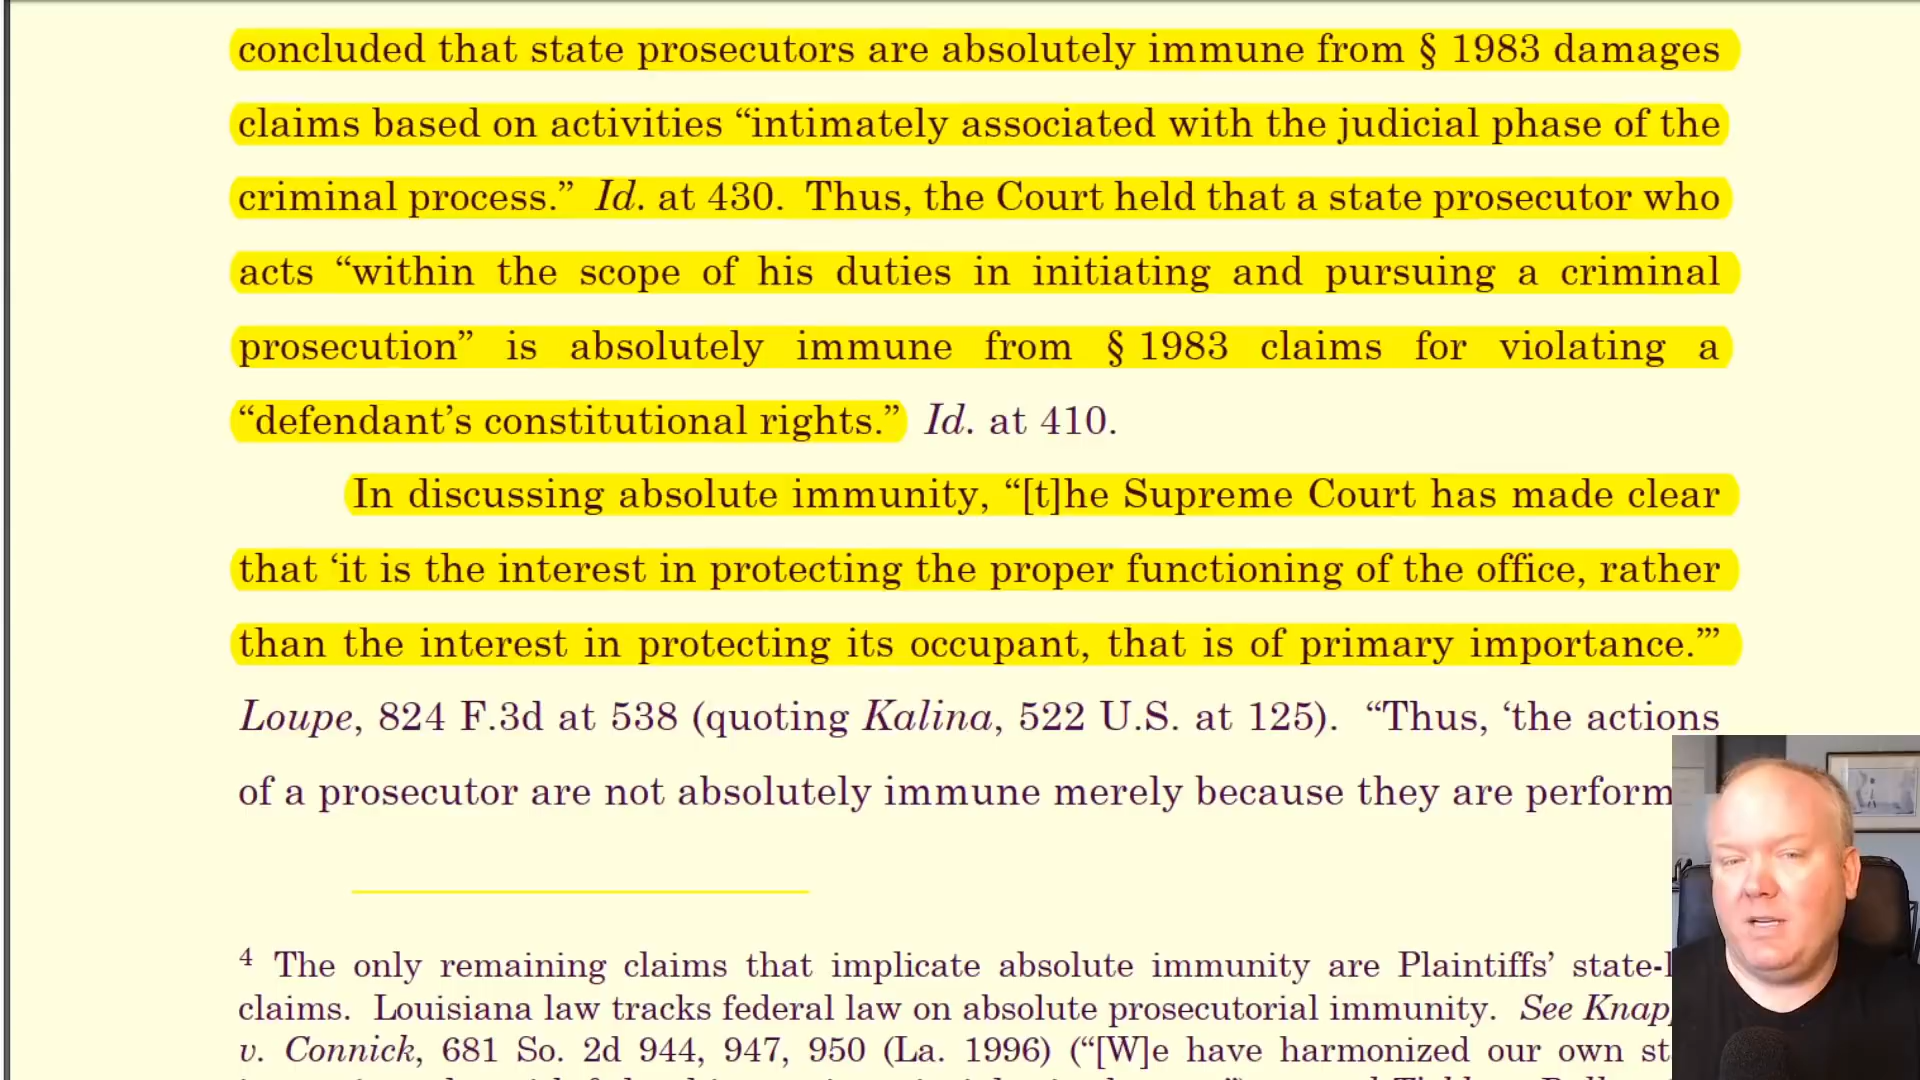 concluded that state prosecutors are absolutely immune from § 1983 damages
claims based on activities “intimately associated with the judicial phase of the
criminal process.” Id. at 430. Thus, the Court held that a state prosecutor who
acts “within the scope of his duties in initiating and pursuing a criminal
prosecution” is absolutely immune from § 1983 claims for violating a
“defendant’s constitutional rights.” Id. at 410.
In discussing absolute immunity, “[t]he Supreme Court has made clear
that ‘it is the interest in protecting the proper functioning of the office, rather
than the interest in protecting its occupant, that is of primary importance.’”
Loupe, 824 F.3d at 538 (quoting Kalina, 522 U.S. at 125). “Thus, ‘the actions
of a prosecutor are not absolutely immune merely because they are perform
4 The only remaining claims that implicate absolute immunity are Plaintiffs’ state-
claims. Louisiana law tracks federal law on absolute prosecutorial immunity. See Knap
v. Connick, 681 So. 2d 944, 947, 950 (La. 1996) (“[W]e have harmonized our own st